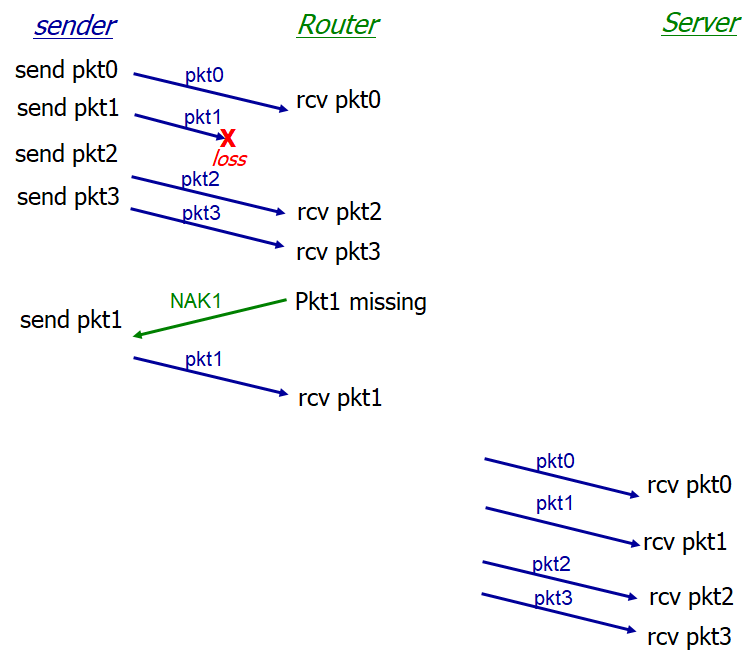 sender
Router
Server
send pkt0
pkt0
rcv pkt0
send pkt1
pkt1
X
loss
send pkt2
pkt2
rcv pkt2
send pkt3
pkt3
rcv pkt3
NAK1
Pkt1 missing
send pkt1
pkt1
rcv pkt1
pkt0
rcv pkt0
pkt1
rcv pkt1
pkt2
rcv pkt2
pkt3
rcv pkt3